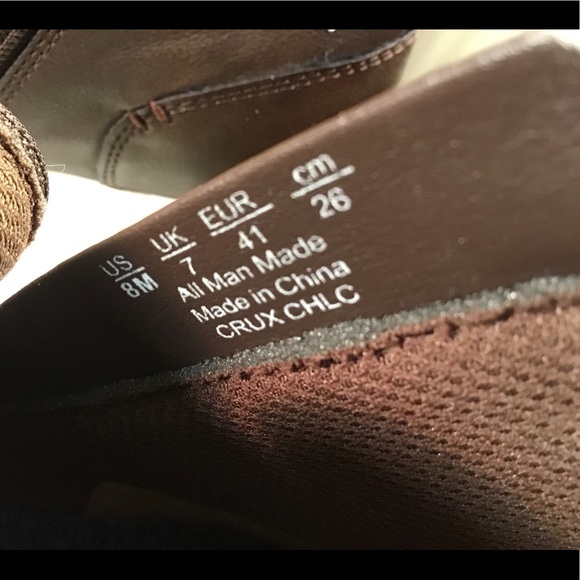 US UK EUR cm
8M 7 41 26
All Man Made
Made in China
CRUX CHLC